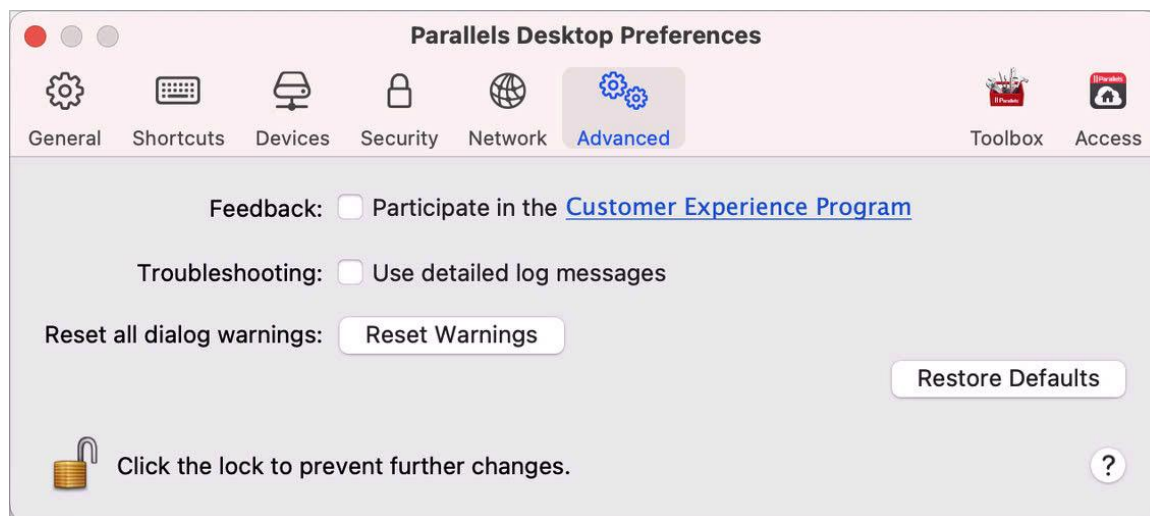 Parallels Desktop Preferences
General Shortcuts Devices Security Network Advanced Toolbox Access
Feedback: Participate in the Customer Experience Program
Troubleshooting: Use detailed log messages
Reset all dialog warnings: Reset Warnings
Restore Defaults
Click the lock to prevent further changes. ?